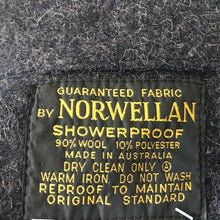 GUARANTEED FABRIC
BY NORWELLAN
SHOWERPROOF
90% WOOL 10% POLYESTER
MADE IN AUSTRALIA
DRY CLEAN ONLY Ⓐ
WARM IRON. DO NOT WASH
REPROOF TO MAINTAIN
ORIGINAL STANDARD